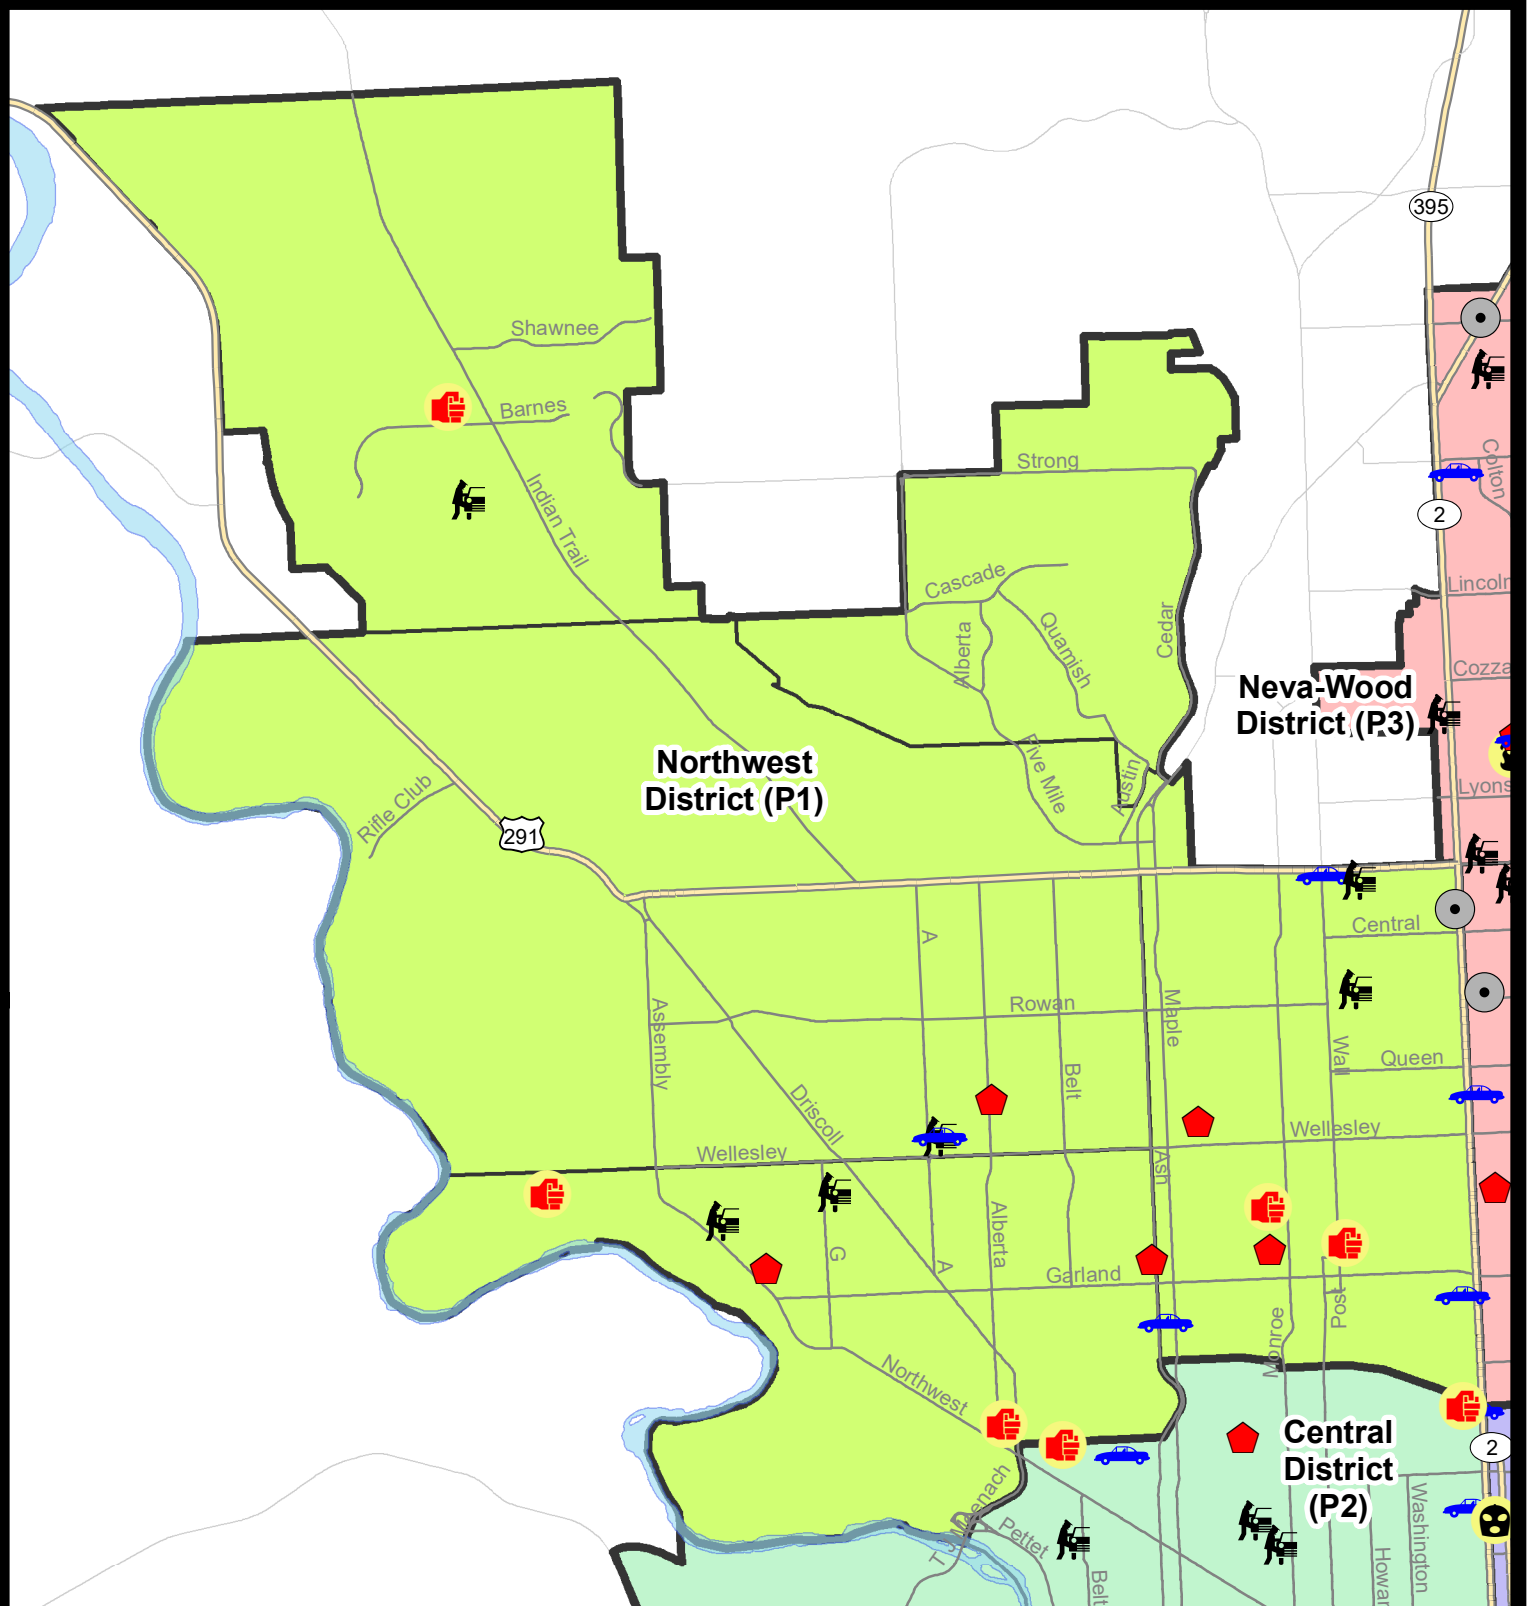 395
Shawnee
Barnes
Indian Trail
Strong
Colton
2
Cascade
Alberta
Quamish
Cedar
Lincoln
Cozza
Neva-Wood
District (P3)
Northwest
District (P1)
Five Mile
Austin
Lyons
Rifle Club
291
A
Central
Rowan
Maple
Assembly
Wall
Queen
Belt
Driscoll
Wellesley
Wellesley
Ash
Alberta
G
A
Garland
Post
Monroe
Northwest
Central
District
(P2)
2
Pettet
Belt
Washington
Howar